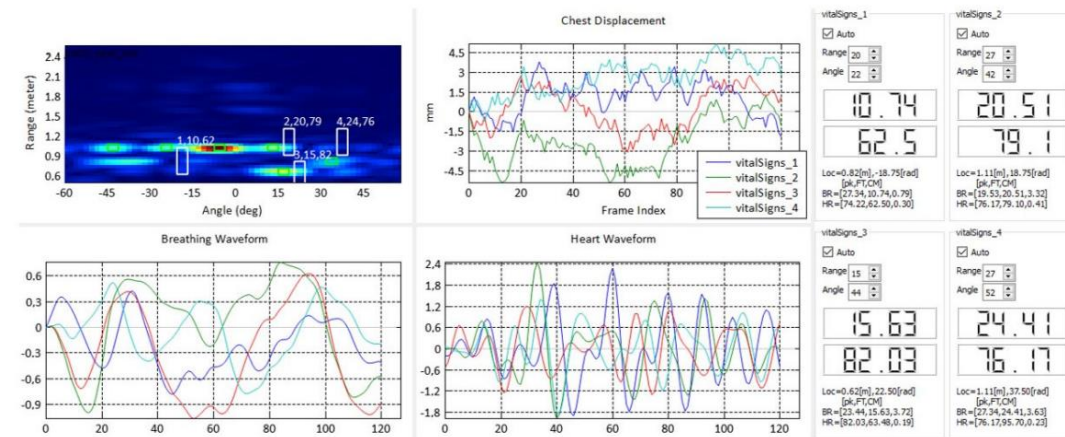 2.4
2.1
1.8
1.5
1.2
0.9
0.6
Range (meter)
1,10,62
2,20,79
3,15,82
4,24,76
-60
-45
-30
-15
0
15
30
45
Angle (deg)
Chest Displacement
4.5
3
1.5
0
-1.5
-3
-4.5
mm
0
20
40
60
80
Frame Index
vitalSigns_1
vitalSigns_2
vitalSigns_3
vitalSigns_4
Breathing Waveform
0.6
0.3
0
-0.3
-0.6
-0.9
0
20
40
60
80
100
120
Heart Waveform
2.4
1.8
1.2
0.6
0
-0.6
-1.2
-1.8
0
20
40
60
80
100
120
vitalSigns_1
Auto
Range 20
Angle 22
10.74
62.5
Loc=0.82[m],-18.75[rad]
[pk,FT,CM]
BR=[27.34,10.74,0.79]
HR=[74.22,62.50,0.30]
vitalSigns_2
Auto
Range 27
Angle 42
20.51
79.1
Loc=1.11[m],18.75[rad]
[pk,FT,CM]
BR=[19.53,20.51,3.32]
HR=[76.17,79.10,0.41]
vitalSigns_3
Auto
Range 15
Angle 44
15.63
82.03
Loc=0.62[m],22.50[rad]
[pk,FT,CM]
BR=[23.44,15.63,3.72]
HR=[82.03,63.48,0.19]
vitalSigns_4
Auto
Range 27
Angle 52
24.41
76.17
Loc=1.11[m],37.50[rad]
[pk,FT,CM]
BR=[27.34,24.41,3.63]
HR=[76.17,95.70,0.23]